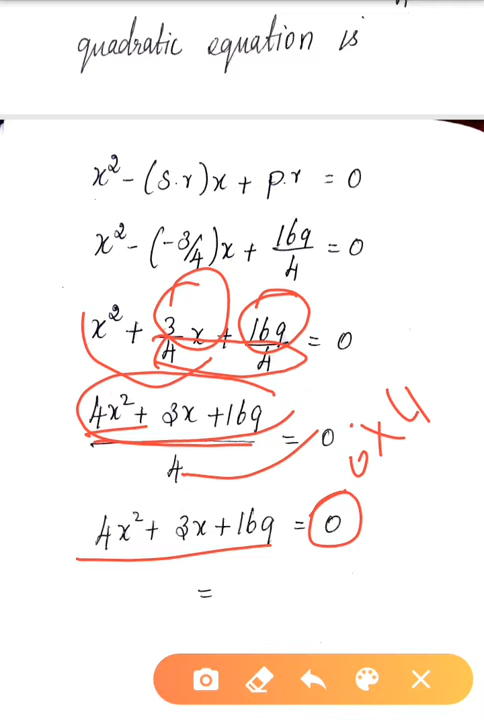 quadratic equation is
x² - (s.r)x + p.r = 0
x² - (-3/4)x + 169/4 = 0
x² + 3/4 x + 169/4 = 0
4x² + 3x + 169 / 4 = 0
0 × 4
4x² + 3x + 169 = 0
=